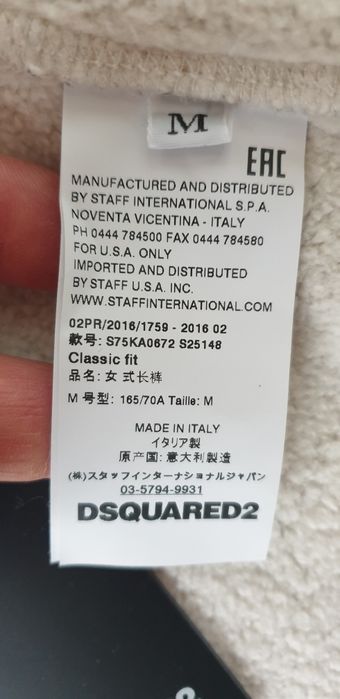 M
EAC
MANUFACTURED AND DISTRIBUTED
BY STAFF INTERNATIONAL S.P.A.
NOVENTA VICENTINA - ITALY
PH 0444 784500 FAX 0444 784580
FOR U.S.A. ONLY
IMPORTED AND DISTRIBUTED
BY STAFF U.S.A. INC.
WWW.STAFFINTERNATIONAL.COM
02PR/2016/1759 - 2016 02
款号: S75KA0672 S25148
Classic fit
品名: 女 式长裤
M 号型: 165/70A Taille: M
MADE IN ITALY
イタリア製
原产国: 意大利製造
(株)スタッフインターナショナルジャパン
03-5794-9931
DSQUARED2